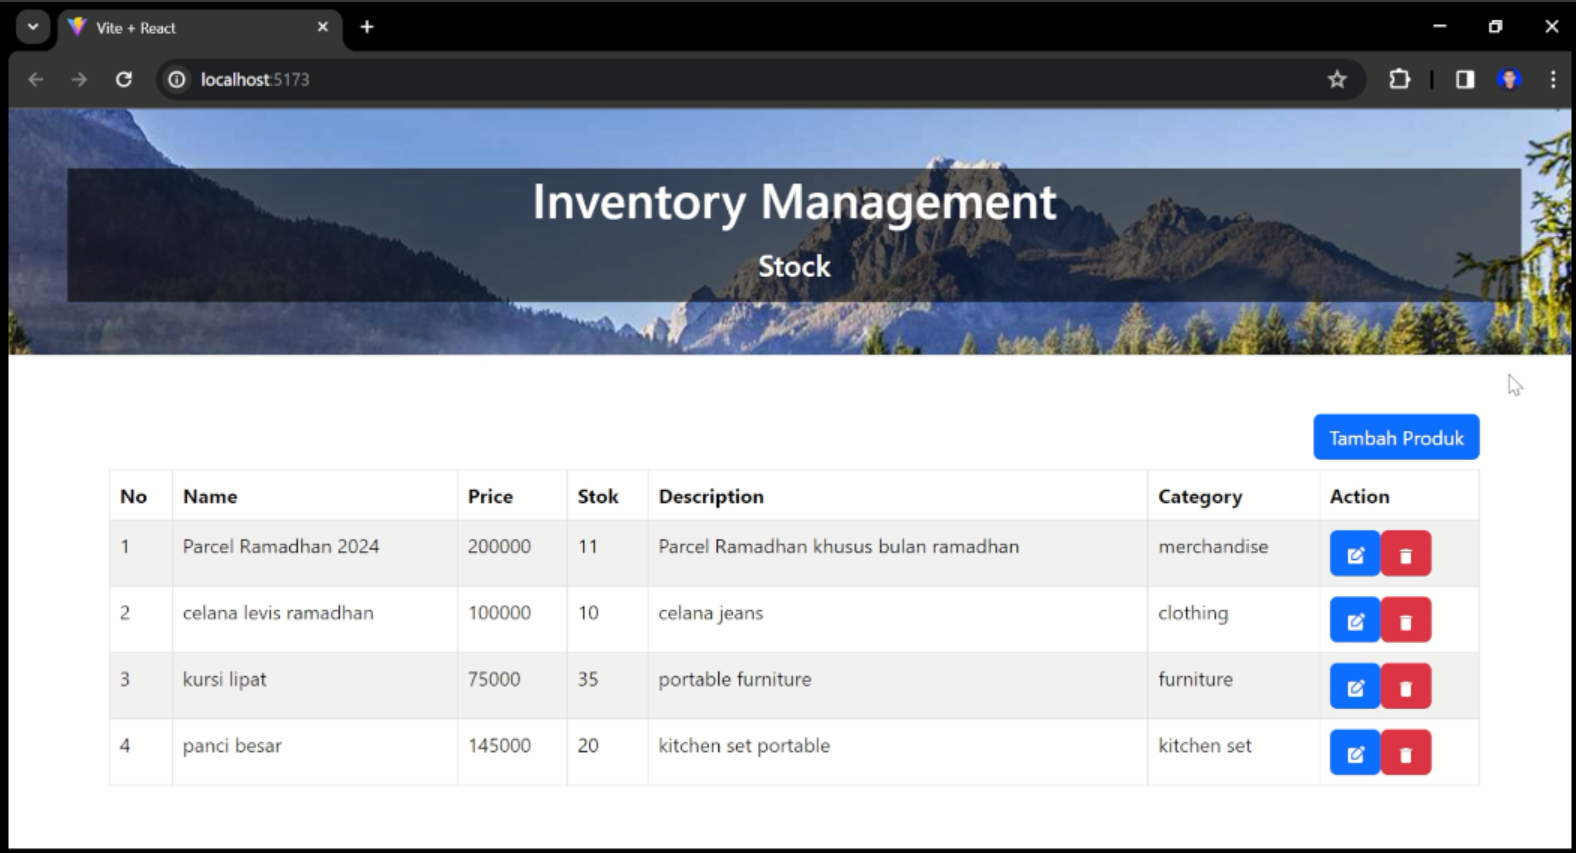 Vite + React
localhost:5173
Inventory Management
Stock
Tambah Produk
No Name Price Stok Description Category Action
1 Parcel Ramadhan 2024 200000 11 Parcel Ramadhan khusus bulan ramadhan merchandise
2 celana levis ramadhan 100000 10 celana jeans clothing
3 kursi lipat 75000 35 portable furniture furniture
4 panci besar 145000 20 kitchen set portable kitchen set